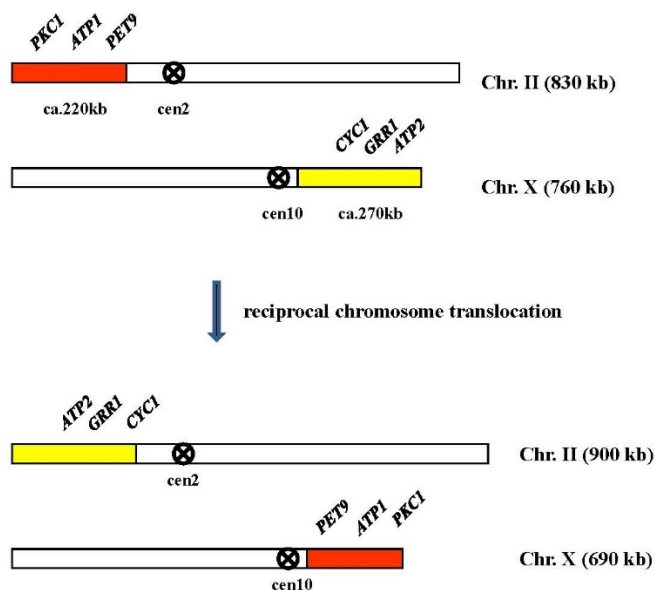 PKC1 ATP1 PET9
Chr. II (830 kb)
ca.220kb cen2
CYC1 GRR1 ATP2
Chr. X (760 kb)
cen10 ca.270kb
reciprocal chromosome translocation
ATP2 GRR1 CYC1
Chr. II (900 kb)
cen2
PET9 ATP1 PKC1
Chr. X (690 kb)
cen10